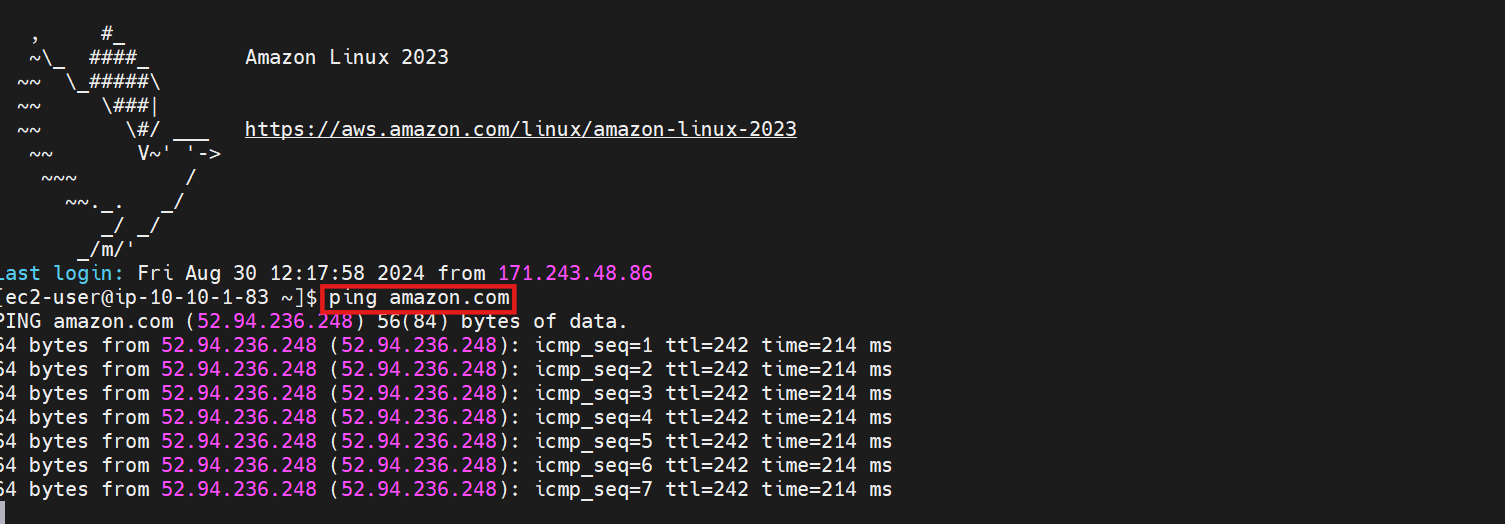 ,     #_
   ~\_  ####_        Amazon Linux 2023
  ~~  \_#####\
  ~~     \###|
  ~~       \#/ ___   https://aws.amazon.com/linux/amazon-linux-2023
   ~~       V~' '->
    ~~~         /
      ~~._.   _/
         _/ _/
       _/m/'
Last login: Fri Aug 30 12:17:58 2024 from 171.243.48.86
[ec2-user@ip-10-10-1-83 ~]$ ping amazon.com
PING amazon.com (52.94.236.248) 56(84) bytes of data.
64 bytes from 52.94.236.248 (52.94.236.248): icmp_seq=1 ttl=242 time=214 ms
64 bytes from 52.94.236.248 (52.94.236.248): icmp_seq=2 ttl=242 time=214 ms
64 bytes from 52.94.236.248 (52.94.236.248): icmp_seq=3 ttl=242 time=214 ms
64 bytes from 52.94.236.248 (52.94.236.248): icmp_seq=4 ttl=242 time=214 ms
64 bytes from 52.94.236.248 (52.94.236.248): icmp_seq=5 ttl=242 time=214 ms
64 bytes from 52.94.236.248 (52.94.236.248): icmp_seq=6 ttl=242 time=214 ms
64 bytes from 52.94.236.248 (52.94.236.248): icmp_seq=7 ttl=242 time=214 ms